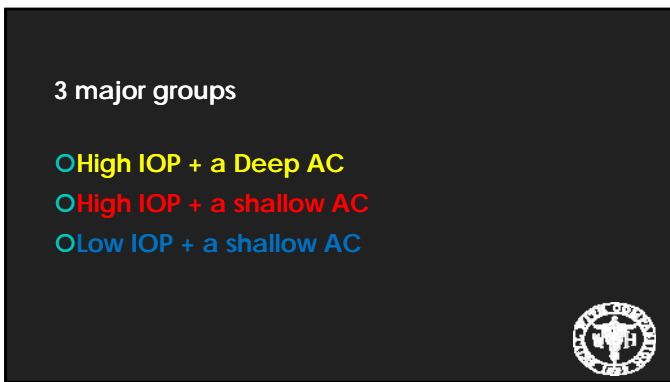 3 major groups
High IOP + a Deep AC
High IOP + a shallow AC
Low IOP + a shallow AC